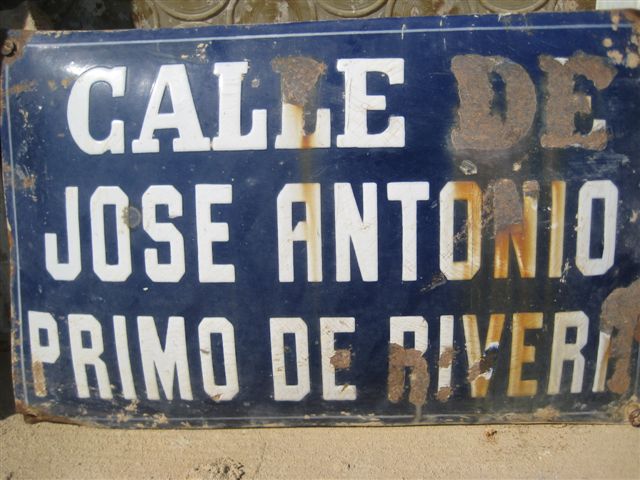 CALLE DE
JOSE ANTONIO
PRIMO DE RIVERA